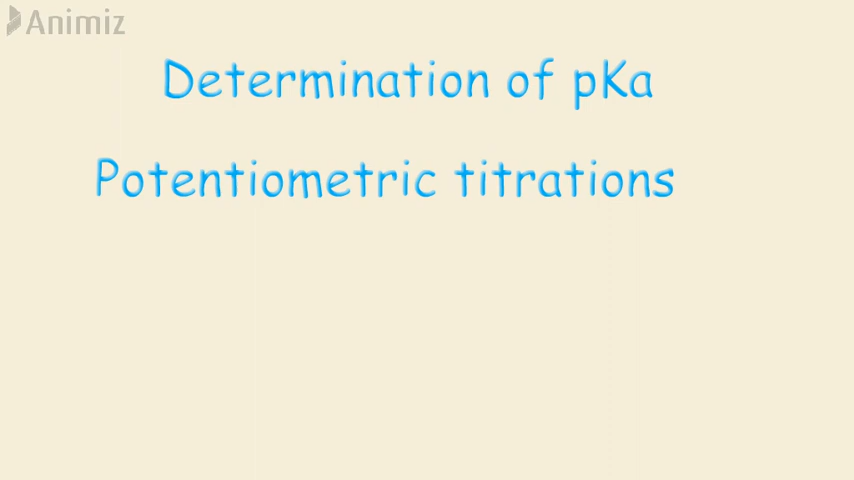 Animiz
Determination of pKa
Potentiometric titrations